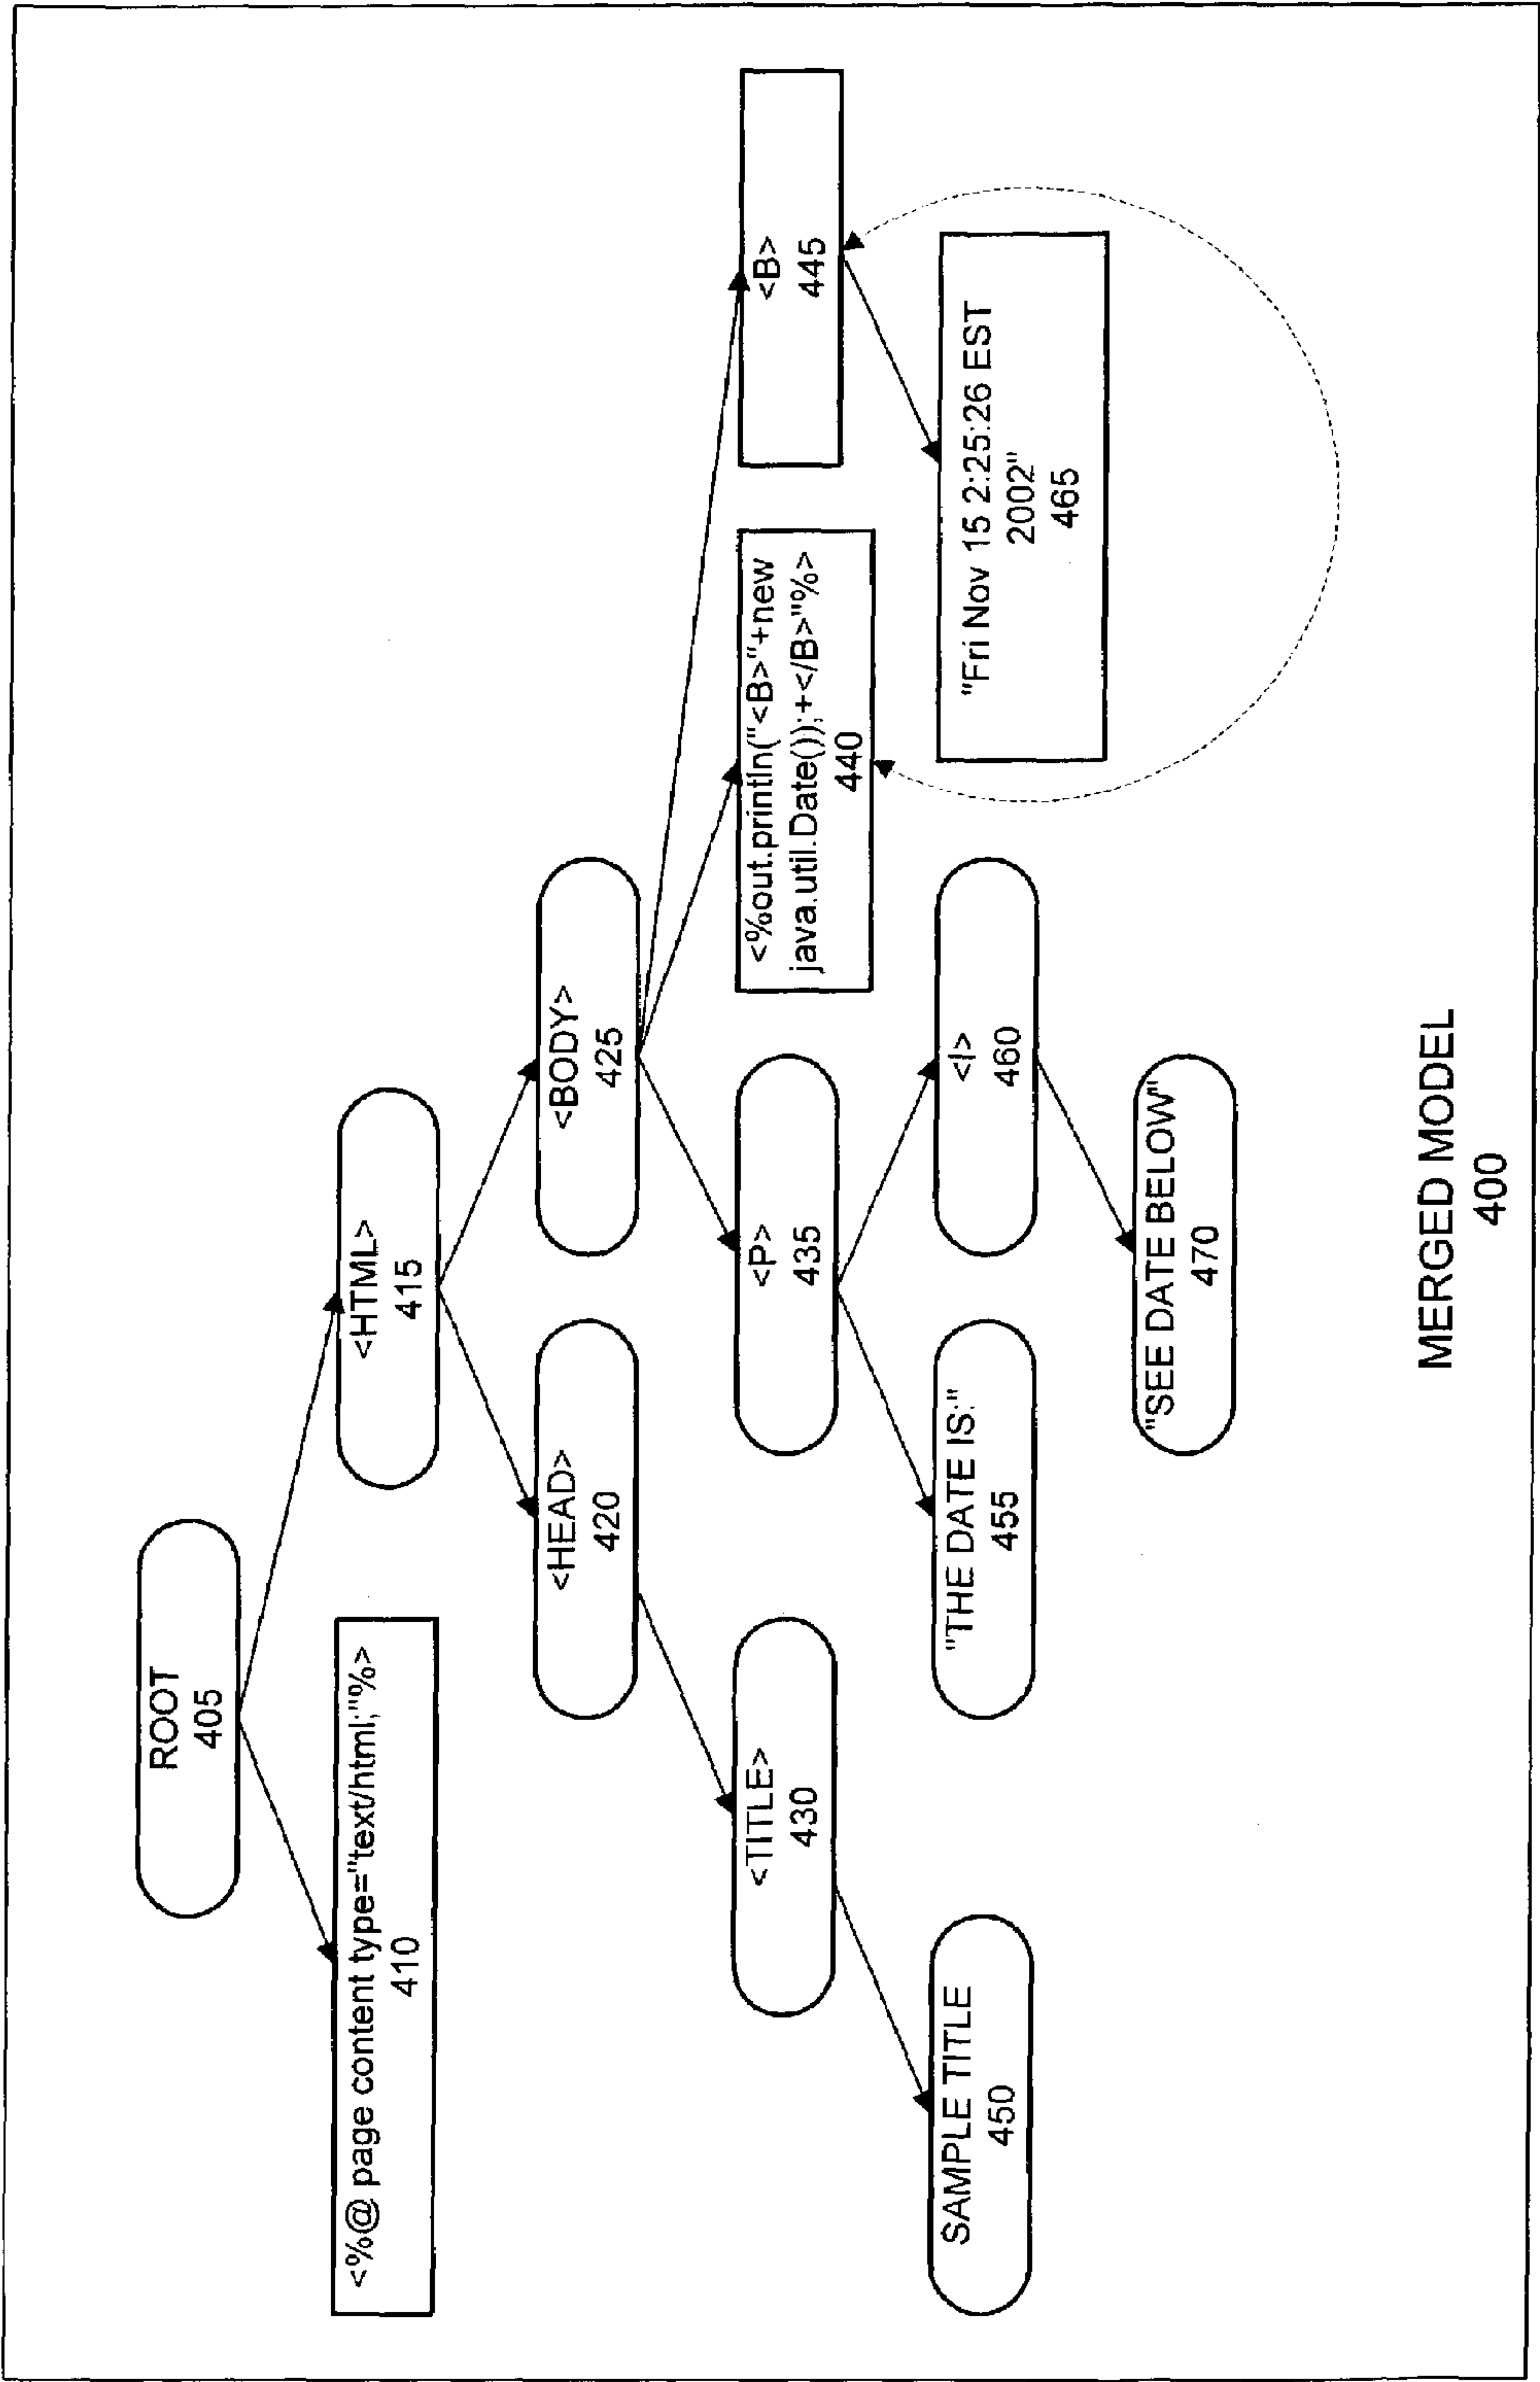 ROOT
405
<%@ page content type="text/html;"%>
410
<HTML>
415
<HEAD>
420
<BODY>
425
<TITLE>
430
<P>
435
<%out.println("<B>"+new
java.util.Date());+</B>"%>
440
<B>
445
SAMPLE TITLE
450
"THE DATE IS:"
455
<I>
460
"Fri Nov 15 2:25:26 EST
2002"
465
"SEE DATE BELOW"
470
MERGED MODEL
400